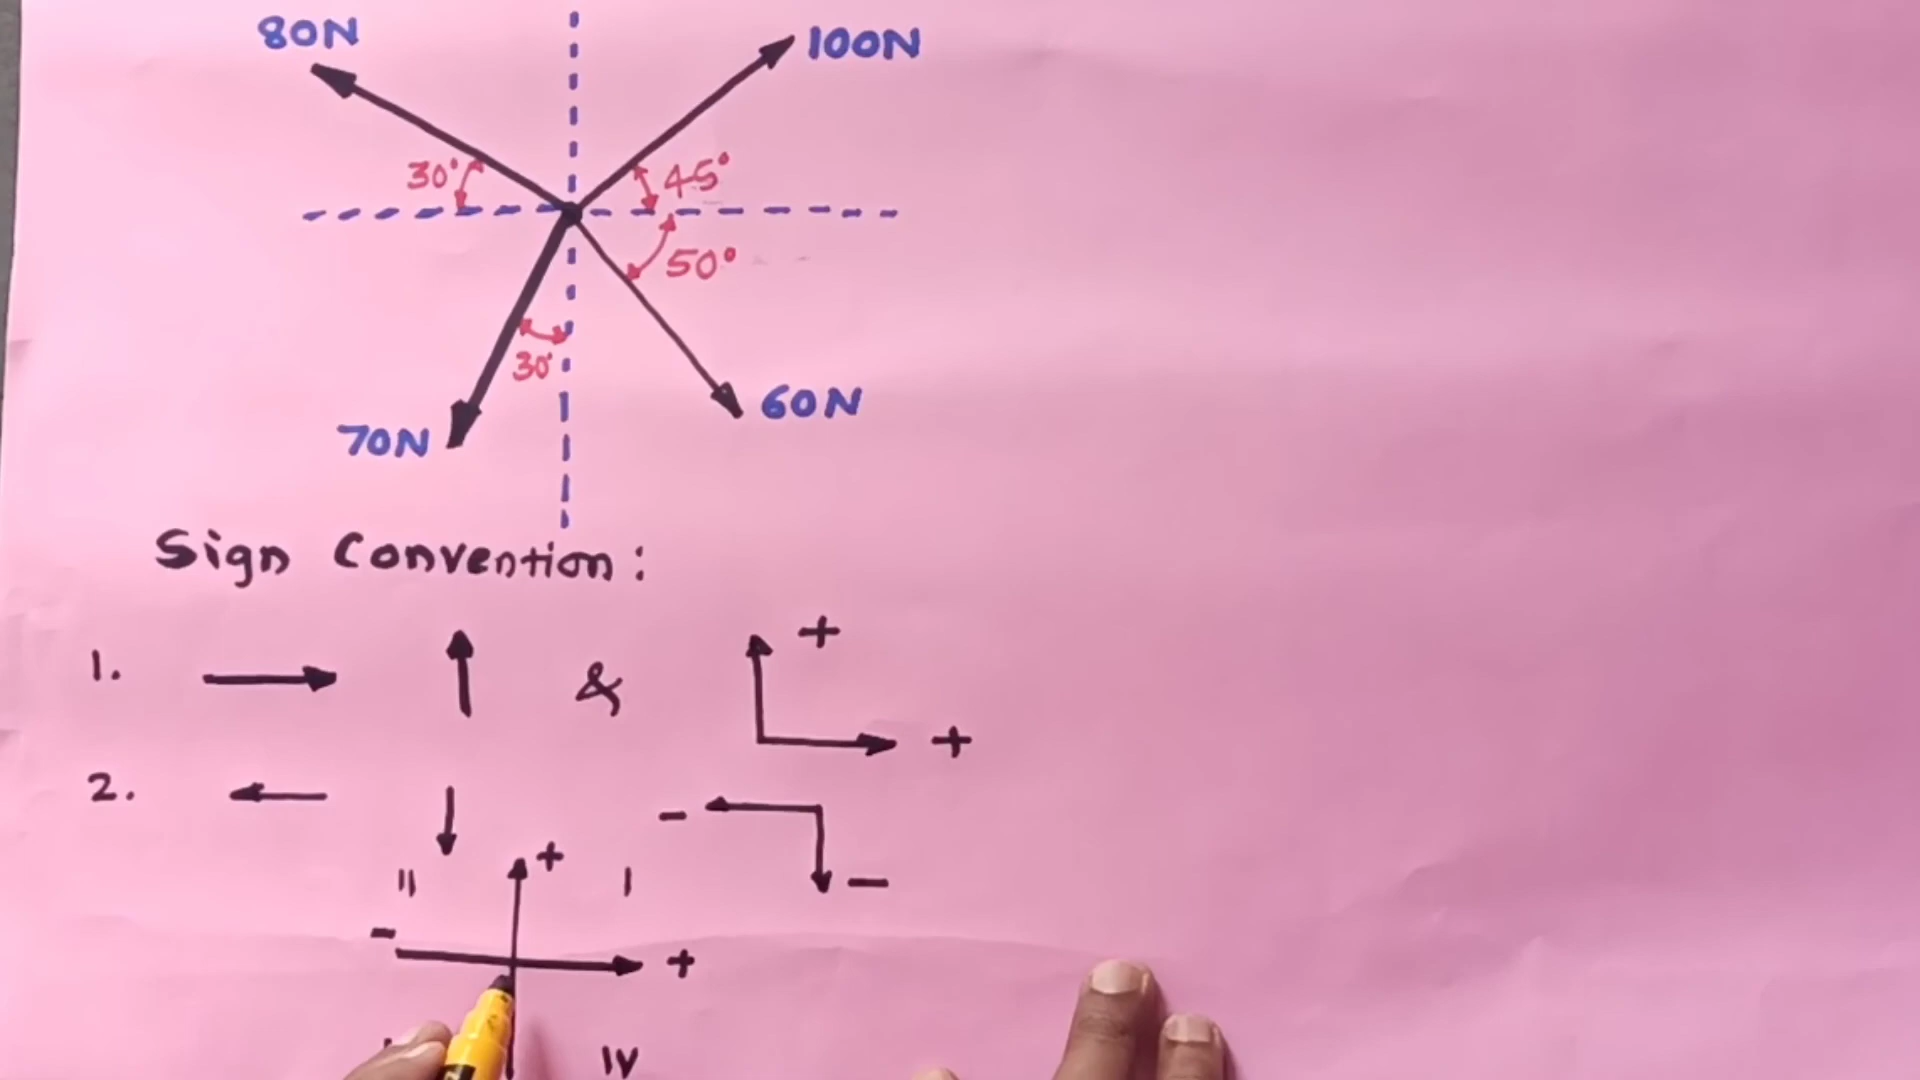 80N 100N
30° 45°
50°
30°
60N
70N
Sign Convention:
1. & +
+
2. -
-
+
II I
-
+
IV